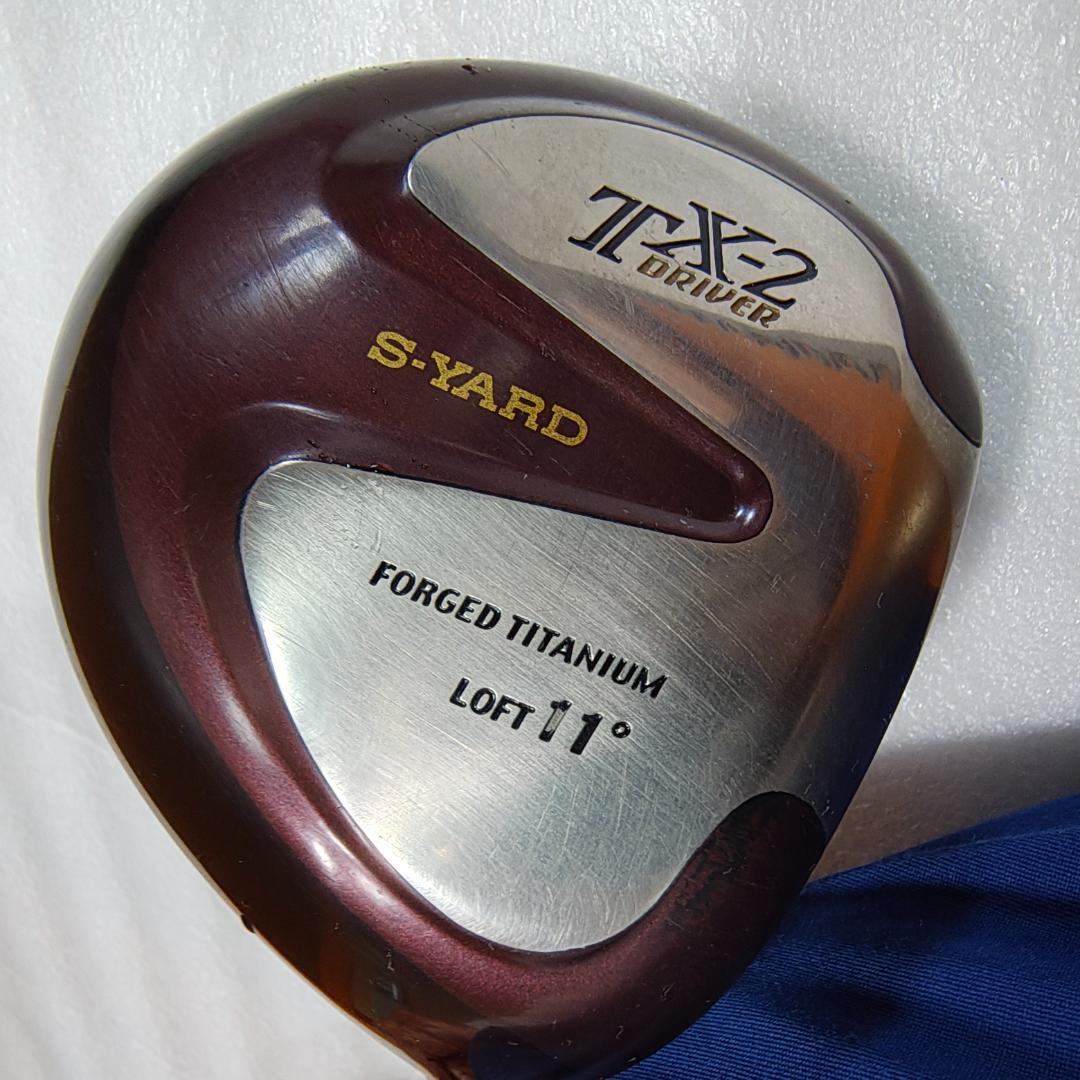 TX-2
DRIVER
S-YARD
FORGED TITANIUM
LOFT 11°